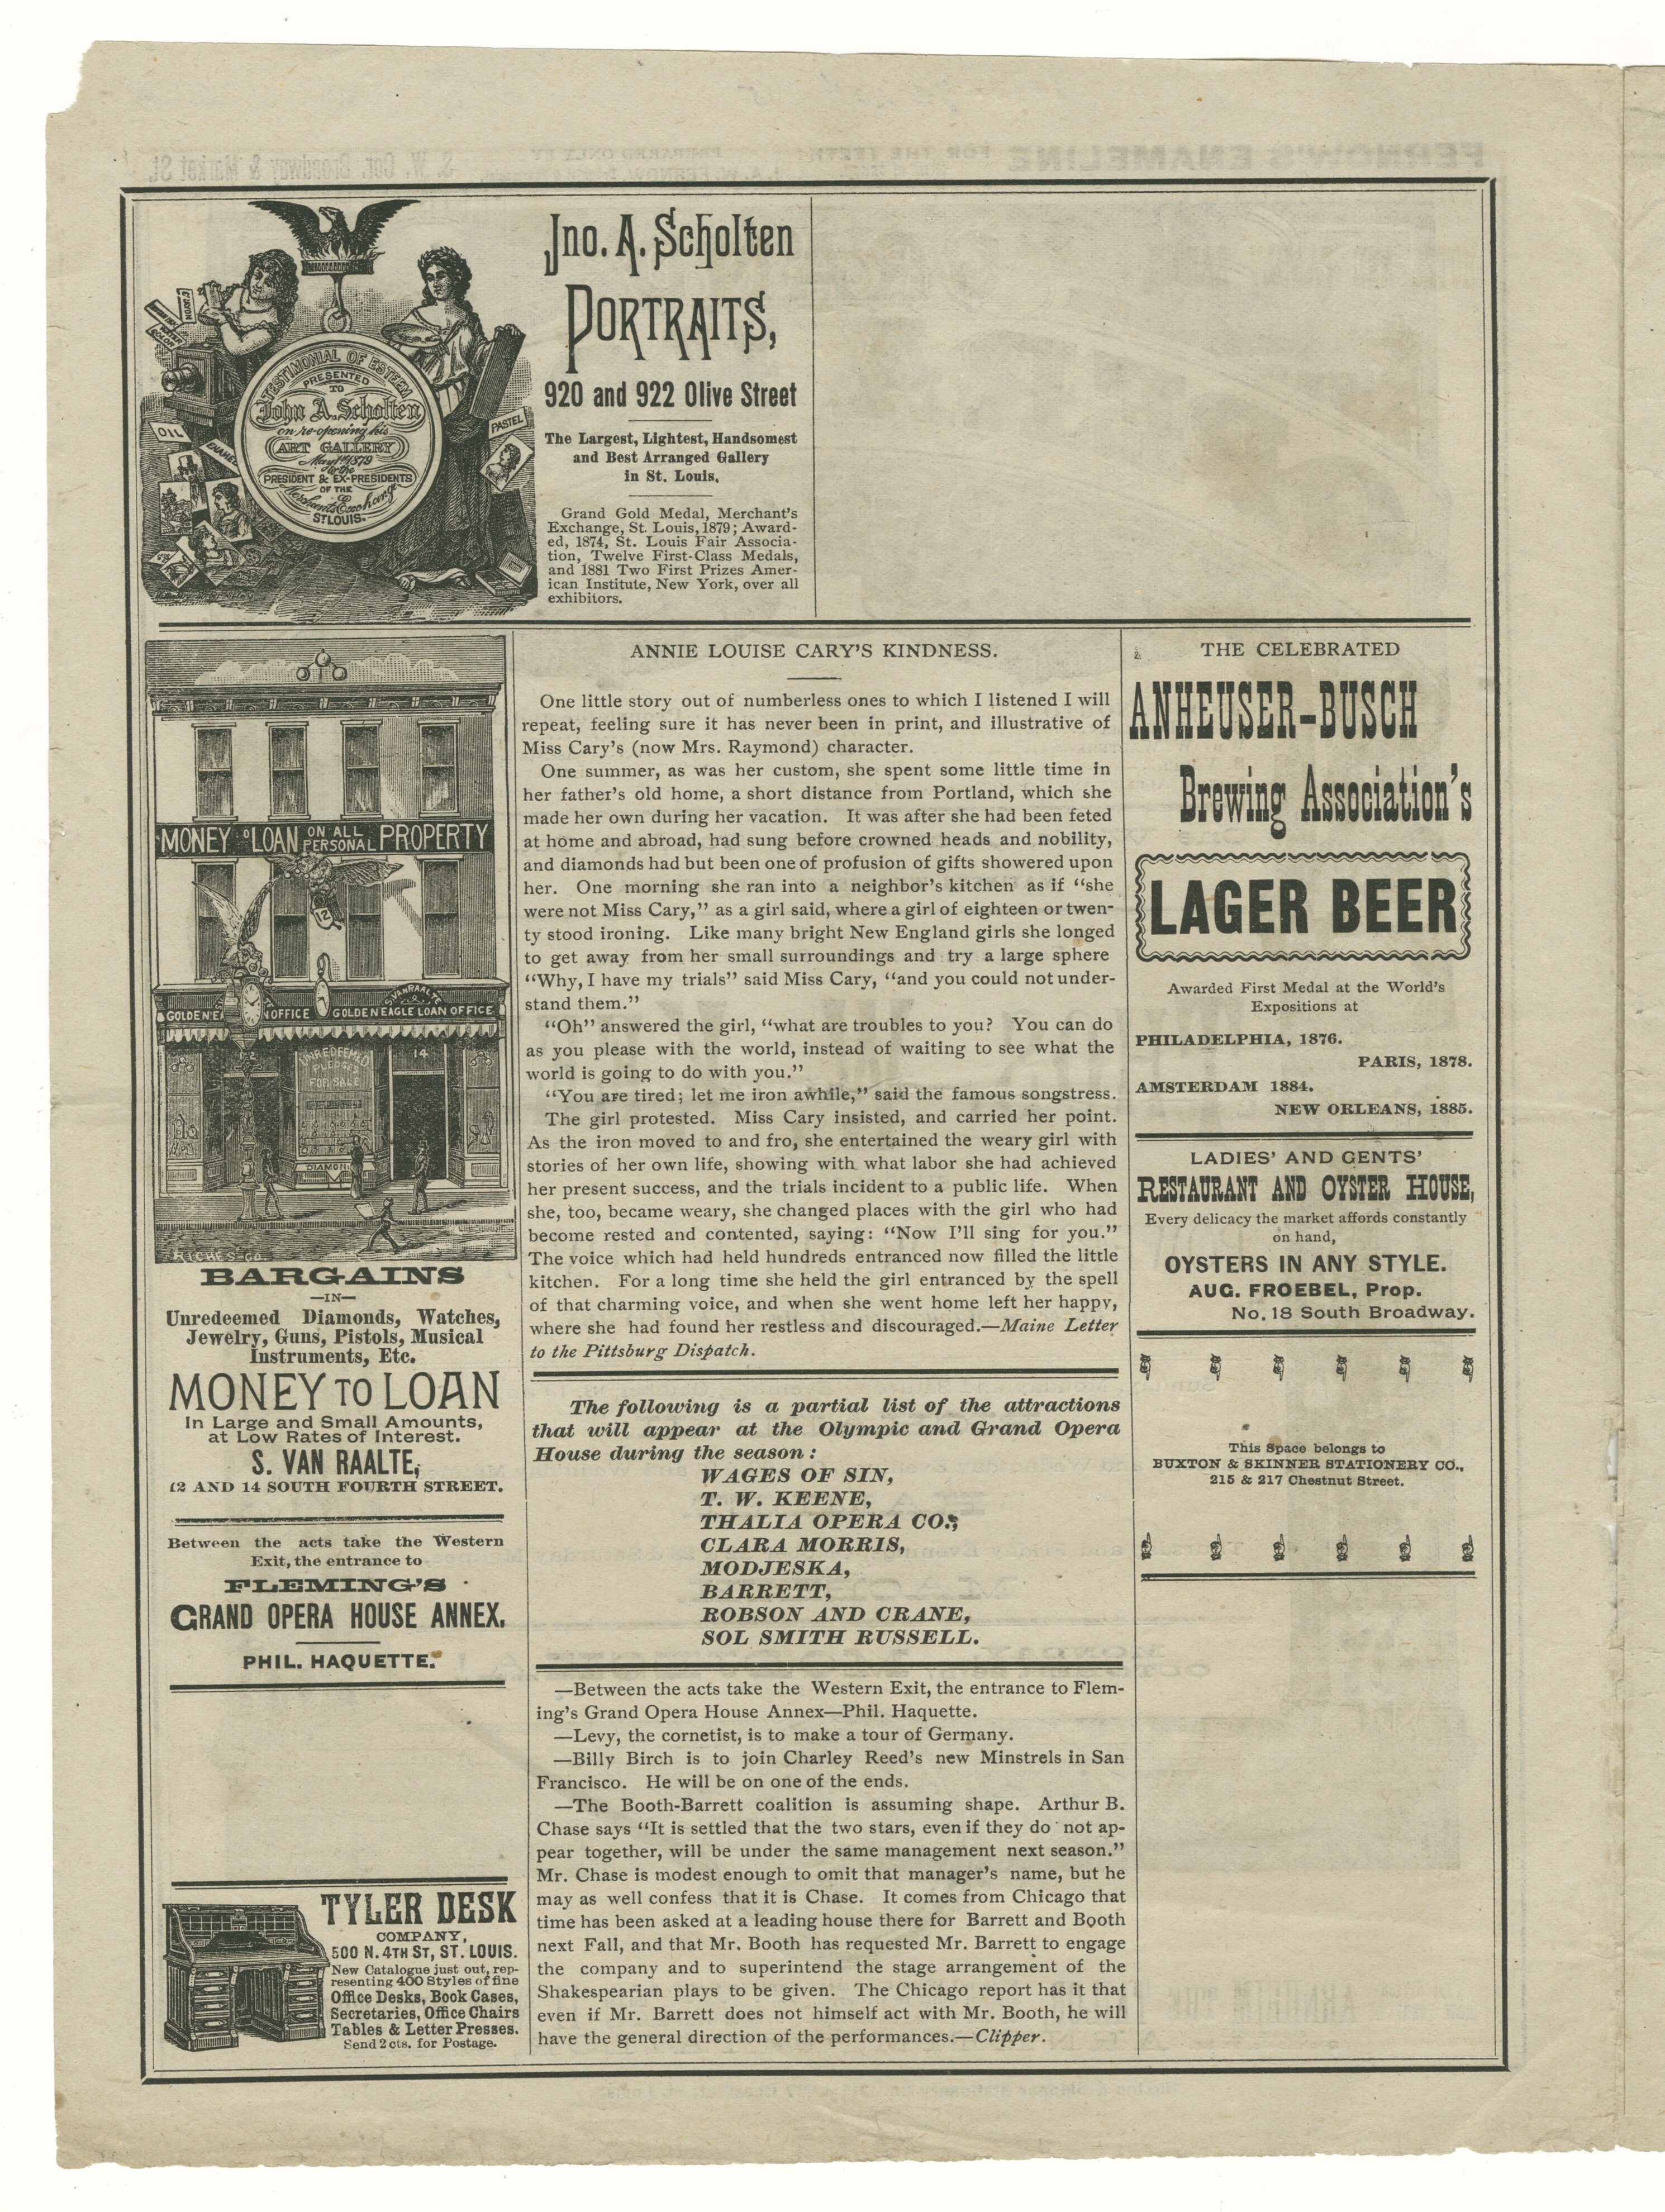 Jno. A. Scholten
PORTRAITS,
920 and 922 Olive Street
The Largest, Lightest, Handsomest
and Best Arranged Gallery
in St. Louis.
Grand Gold Medal, Merchant's
Exchange, St. Louis, 1879; Award-
ed, 1874, St. Louis Fair Associa-
tion, Twelve First-Class Medals,
and 1881 Two First Prizes Amer-
ican Institute, New York, over all
exhibitors.
TESTIMONIAL OF ESTEEM
PRESENTED
TO
John A. Scholten
on re-opening his
ART GALLERY
May 1st 1879
by the
PRESIDENT & EX-PRESIDENTS
OF THE
Merchants Exchange
ST. LOUIS.
CRAYON
WATER
COLOR
OIL
ENAMEL
PASTEL
MONEY TO LOAN ON ALL PERSONAL PROPERTY
12
S. VAN RAALTE
GOLDEN EA N OFFICE GOLDEN EAGLE LOAN OFFICE
12
14
UNREDEEMED
PLEDGES
FOR SALE
DIAMON
RICHES CO.
BARGAINS
—IN—
Unredeemed Diamonds, Watches,
Jewelry, Guns, Pistols, Musical
Instruments, Etc.
MONEY TO LOAN
In Large and Small Amounts,
at Low Rates of Interest.
S. VAN RAALTE,
12 AND 14 SOUTH FOURTH STREET.
Between the acts take the Western
Exit, the entrance to
FLEMING'S
GRAND OPERA HOUSE ANNEX.
PHIL. HAQUETTE.
TYLER DESK
COMPANY,
500 N. 4TH ST, ST. LOUIS.
New Catalogue just out, rep-
resenting 400 Styles of fine
Office Desks, Book Cases,
Secretaries, Office Chairs
Tables & Letter Presses.
Send 2 cts. for Postage.
ANNIE LOUISE CARY'S KINDNESS.
One little story out of numberless ones to which I listened I will
repeat, feeling sure it has never been in print, and illustrative of
Miss Cary's (now Mrs. Raymond) character.
One summer, as was her custom, she spent some little time in
her father's old home, a short distance from Portland, which she
made her own during her vacation. It was after she had been feted
at home and abroad, had sung before crowned heads and nobility,
and diamonds had but been one of profusion of gifts showered upon
her. One morning she ran into a neighbor's kitchen as if "she
were not Miss Cary," as a girl said, where a girl of eighteen or twen-
ty stood ironing. Like many bright New England girls she longed
to get away from her small surroundings and try a large sphere
"Why, I have my trials" said Miss Cary, "and you could not under-
stand them."
"Oh" answered the girl, "what are troubles to you? You can do
as you please with the world, instead of waiting to see what the
world is going to do with you."
"You are tired; let me iron awhile," said the famous songstress.
The girl protested. Miss Cary insisted, and carried her point.
As the iron moved to and fro, she entertained the weary girl with
stories of her own life, showing with what labor she had achieved
her present success, and the trials incident to a public life. When
she, too, became weary, she changed places with the girl who had
become rested and contented, saying: "Now I'll sing for you."
The voice which had held hundreds entranced now filled the little
kitchen. For a long time she held the girl entranced by the spell
of that charming voice, and when she went home left her happy,
where she had found her restless and discouraged.—Maine Letter
to the Pittsburg Dispatch.
The following is a partial list of the attractions
that will appear at the Olympic and Grand Opera
House during the season:
WAGES OF SIN,
T. W. KEENE,
THALIA OPERA CO.,
CLARA MORRIS,
MODJESKA,
BARRETT,
ROBSON AND CRANE,
SOL SMITH RUSSELL.
—Between the acts take the Western Exit, the entrance to Flem-
ing's Grand Opera House Annex—Phil. Haquette.
—Levy, the cornetist, is to make a tour of Germany.
—Billy Birch is to join Charley Reed's new Minstrels in San
Francisco. He will be on one of the ends.
—The Booth-Barrett coalition is assuming shape. Arthur B.
Chase says "It is settled that the two stars, even if they do not ap-
pear together, will be under the same management next season."
Mr. Chase is modest enough to omit that manager's name, but he
may as well confess that it is Chase. It comes from Chicago that
time has been asked at a leading house there for Barrett and Booth
next Fall, and that Mr. Booth has requested Mr. Barrett to engage
the company and to superintend the stage arrangement of the
Shakespearian plays to be given. The Chicago report has it that
even if Mr. Barrett does not himself act with Mr. Booth, he will
have the general direction of the performances.—Clipper.
THE CELEBRATED
ANHEUSER-BUSCH
Brewing Association's
LAGER BEER
Awarded First Medal at the World's
Expositions at
PHILADELPHIA, 1876.
PARIS, 1878.
AMSTERDAM 1884.
NEW ORLEANS, 1885.
LADIES' AND GENTS'
RESTAURANT AND OYSTER HOUSE,
Every delicacy the market affords constantly
on hand,
OYSTERS IN ANY STYLE.
AUG. FROEBEL, Prop.
No. 18 South Broadway.
This Space belongs to
BUXTON & SKINNER STATIONERY CO.,
215 & 217 Chestnut Street.